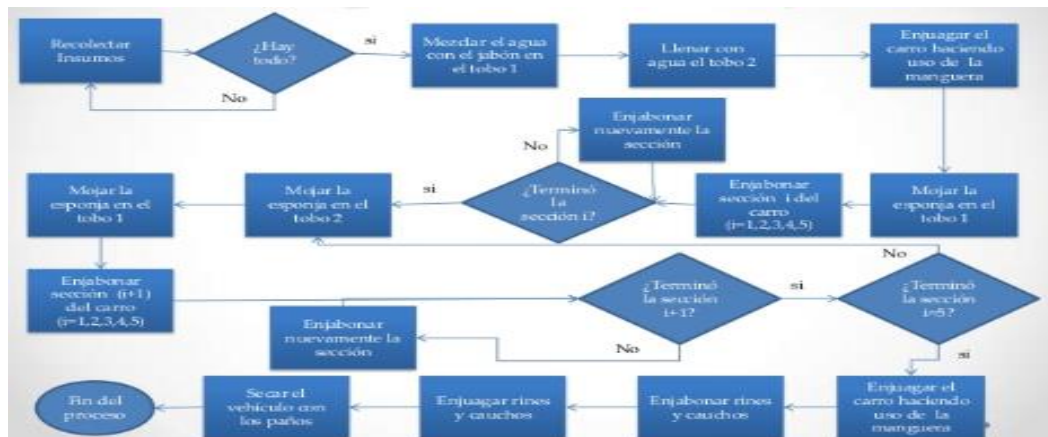 Recolectar
Insumos
¿Hay
todo?
si
No
Mezclar el agua
con el jabón en
el tobo 1
Llenar con
agua el tobo 2
Enjuagar el
carro haciendo
uso de la
manguera
Mojar la
esponja en el
tobo 1
Enjabonar
sección i del
carro
(i=1,2,3,4,5)
¿Terminó
la
sección i?
No
Enjabonar
nuevamente la
sección
si
Mojar la
esponja en el
tobo 2
Mojar la
esponja en el
tobo 1
Enjabonar
sección (i+1)
del carro
(i=1,2,3,4,5)
¿Terminó
la sección
i+1?
No
Enjabonar
nuevamente la
sección
si
¿Terminó
la sección
i=5?
No
si
Enjuagar el
carro haciendo
uso de la
manguera
Enjabonar rines
y cauchos
Enjuagar rines
y cauchos
Secar el
vehículo con
los paños
Fin del
proceso